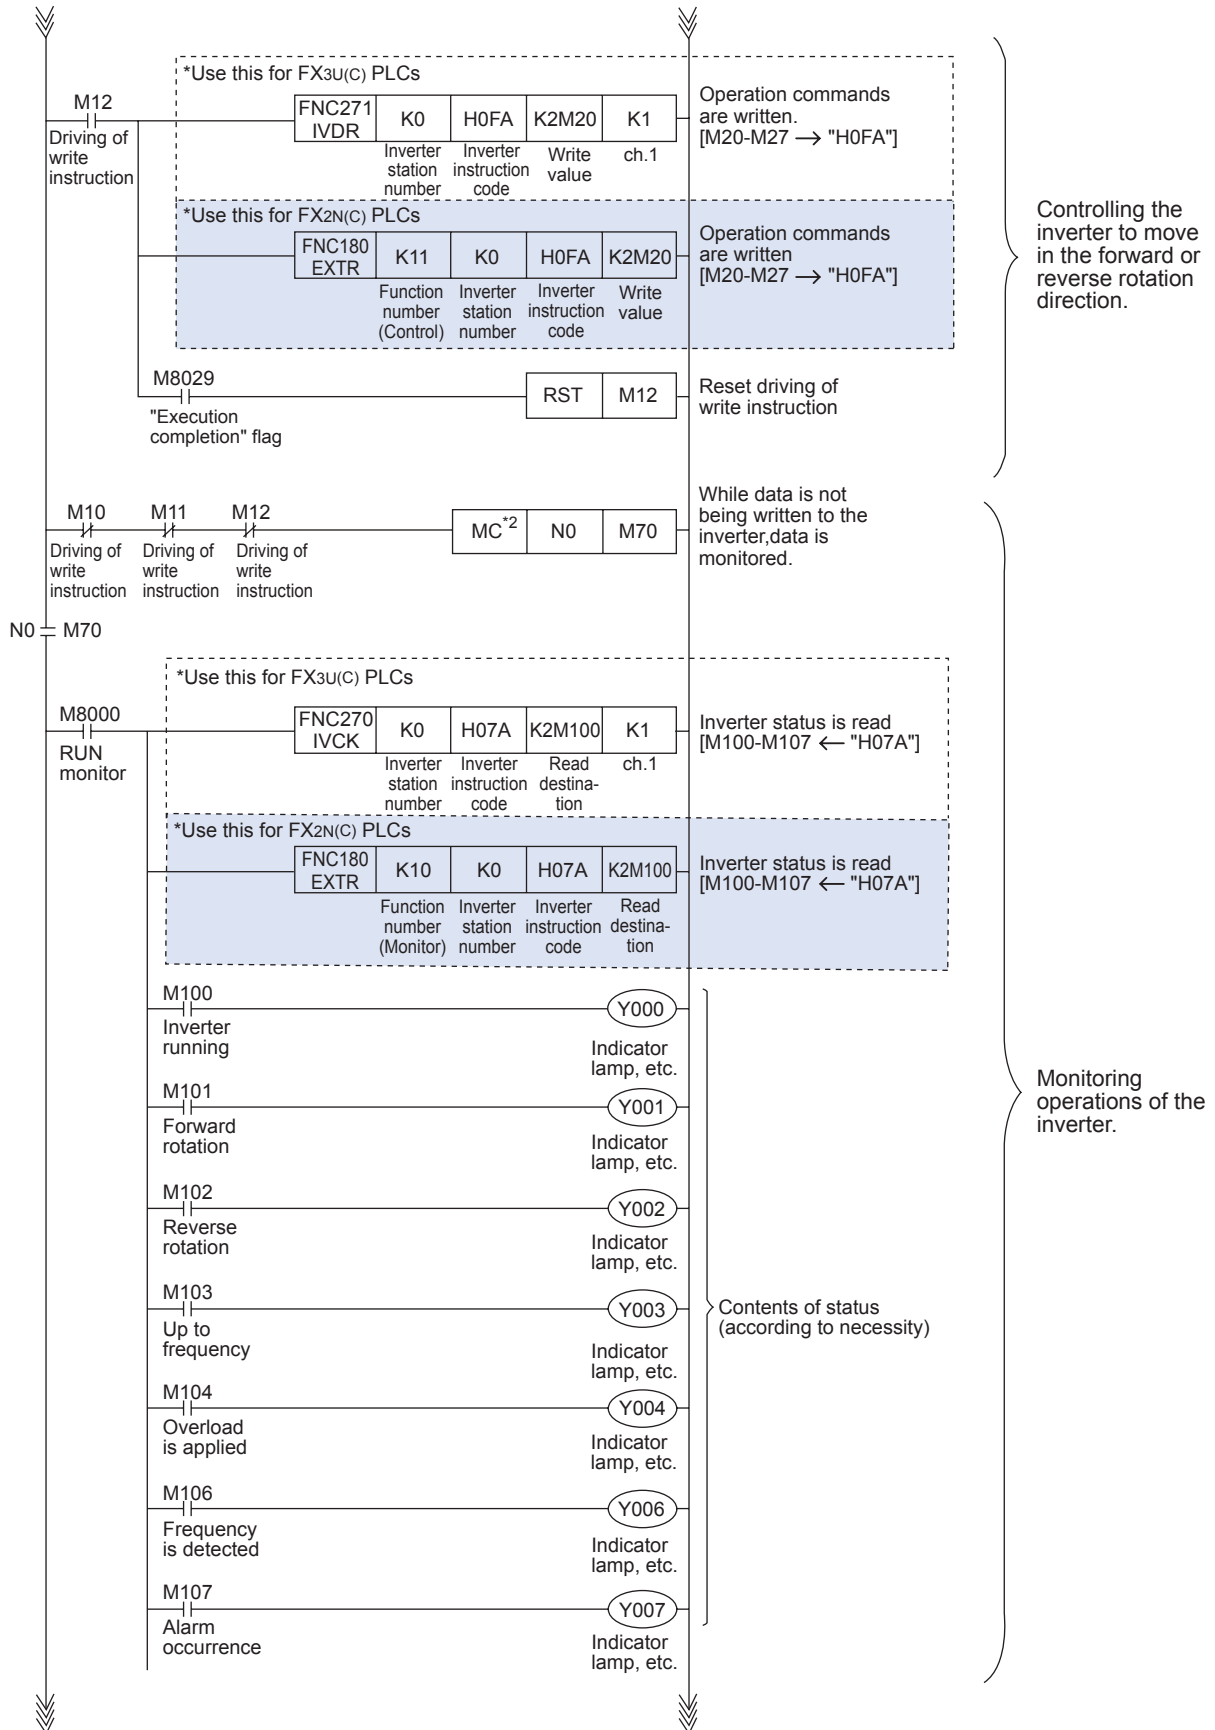 *Use this for FX3U(C) PLCs
M12
Driving of
write
instruction
FNC271
IVDR
K0
H0FA
K2M20
K1
Inverter
station
number
Inverter
instruction
code
Write
value
ch.1
Operation commands
are written.
[M20-M27 → "H0FA"]
*Use this for FX2N(C) PLCs
FNC180
EXTR
K11
K0
H0FA
K2M20
Function
number
(Control)
Inverter
station
number
Inverter
instruction
code
Write
value
Operation commands
are written
[M20-M27 → "H0FA"]
Controlling the
inverter to move
in the forward or
reverse rotation
direction.
M8029
"Execution
completion" flag
RST
M12
Reset driving of
write instruction
M10
Driving of
write
instruction
M11
Driving of
write
instruction
M12
Driving of
write
instruction
MC*2
N0
M70
While data is not
being written to the
inverter,data is
monitored.
N0
M70
*Use this for FX3U(C) PLCs
M8000
RUN
monitor
FNC270
IVCK
K0
H07A
K2M100
K1
Inverter
station
number
Inverter
instruction
code
Read
destina-
tion
ch.1
Inverter status is read
[M100-M107 ← "H07A"]
*Use this for FX2N(C) PLCs
FNC180
EXTR
K10
K0
H07A
K2M100
Function
number
(Monitor)
Inverter
station
number
Inverter
instruction
code
Read
destina-
tion
Inverter status is read
[M100-M107 ← "H07A"]
M100
Inverter
running
Y000
Indicator
lamp, etc.
M101
Forward
rotation
Y001
Indicator
lamp, etc.
Monitoring
operations of the
inverter.
M102
Reverse
rotation
Y002
Indicator
lamp, etc.
M103
Up to
frequency
Y003
Indicator
lamp, etc.
Contents of status
(according to necessity)
M104
Overload
is applied
Y004
Indicator
lamp, etc.
M106
Frequency
is detected
Y006
Indicator
lamp, etc.
M107
Alarm
occurrence
Y007
Indicator
lamp, etc.